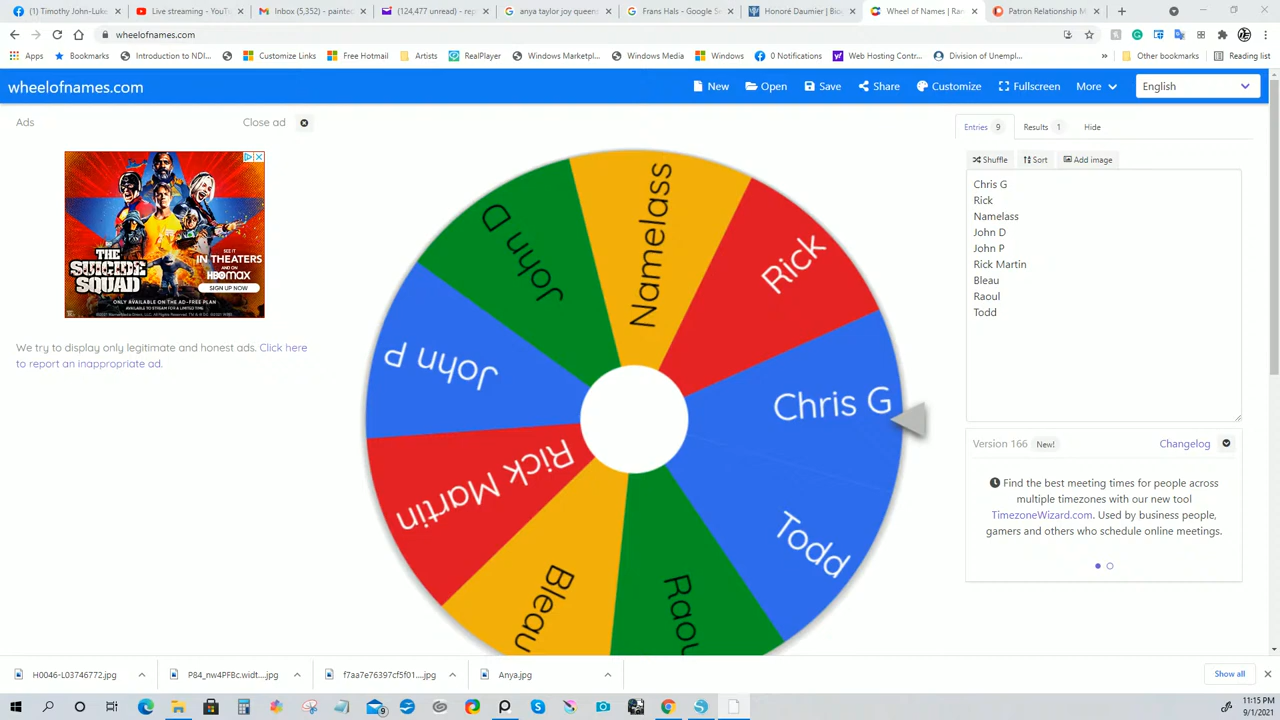 (1) Timothy John-Luke
Live streaming - YouTu
Inbox (5,352) - painted
(124,477 unread) - rep
anya taylor joy queen
Frans Hals - Google Se
Honoré Daumier | Bio
Wheel of Names | Ran
Patron Relationship M
wheelofnames.com
Apps
Bookmarks
Introduction to NDI...
Customize Links
Free Hotmail
Artists
RealPlayer
Windows Marketpl...
Windows Media
Windows
0 Notifications
Web Hosting Contr...
Division of Unempl...
Other bookmarks
Reading list
wheelofnames.com
New
Open
Save
Share
Customize
Fullscreen
More
English
Ads
Close ad
THE
SUICIDE
SQUAD
SEE IT
IN THEATERS
AND ON
HBOMAX
SIGN UP NOW
We try to display only legitimate and honest ads. Click here
to report an inappropriate ad.
Namelass
Rick
Chris G
Todd
Raou
Bleau
Rick Martin
John P
John D
Entries 9
Results 1
Hide
Shuffle
Sort
Add image
Chris G
Rick
Namelass
John D
John P
Rick Martin
Bleau
Raoul
Todd
Version 166 New!
Changelog
Find the best meeting times for people across
multiple timezones with our new tool
TimezoneWizard.com. Used by business people,
gamers and others who schedule online meetings.
H0046-L03746772.jpg
P84_nw4PFBc.widt....jpg
f7aa7e76397cf5f01....jpg
Anya.jpg
Show all
11:15 PM
9/1/2021